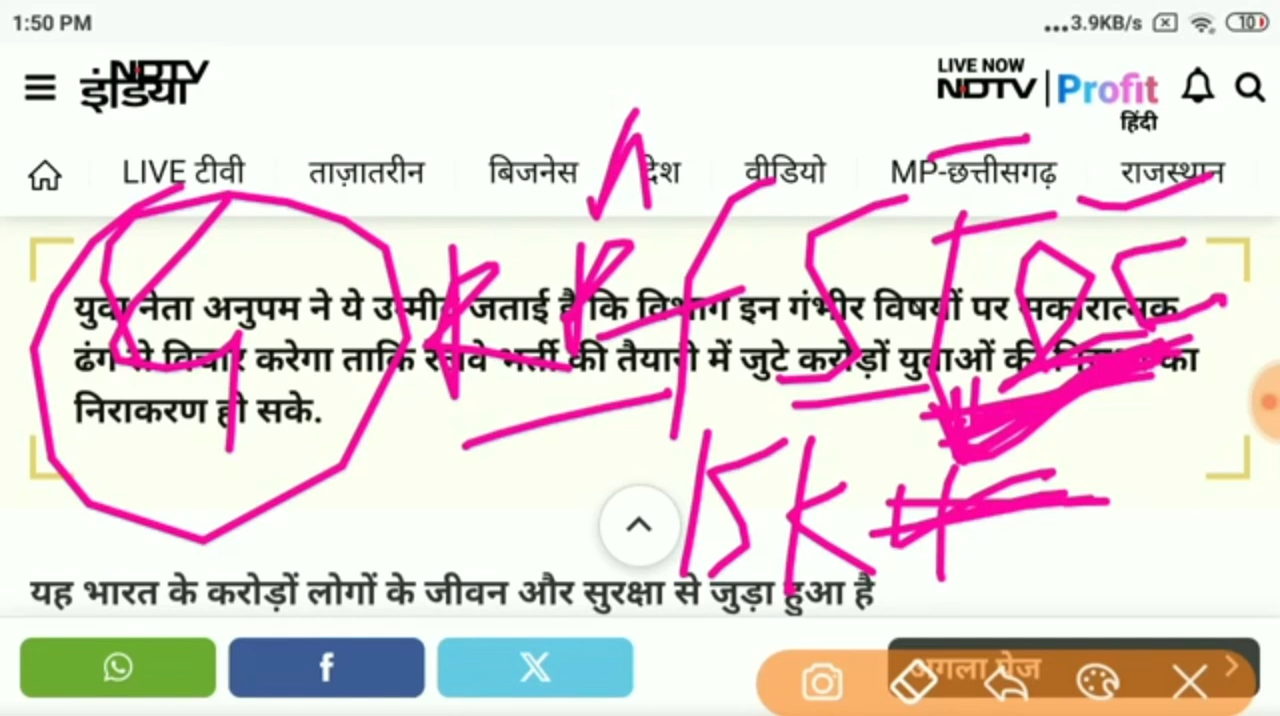 1:50 PM
...3.9KB/s
10
NDTV
इंडिया
LIVE NOW
NDTV | Profit
हिंदी
LIVE टीवी ताज़ातरीन बिजनेस देश वीडियो MP-छत्तीसगढ़ राजस्थान
युवा नेता अनुपम ने ये उम्मीद जताई है कि विभाग इन गंभीर विषयों पर सकारात्मक
ढंग से विचार करेगा ताकि रेलवे भर्ती की तैयारी में जुटे करोड़ों युवाओं की का
निराकरण हो सके.
15K+
यह भारत के करोड़ों लोगों के जीवन और सुरक्षा से जुड़ा हुआ है
अगला पेज